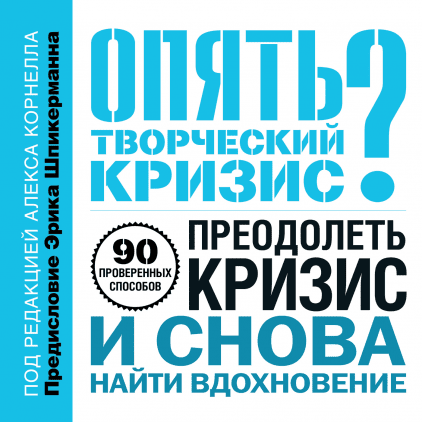 ПОД РЕДАКЦИЕЙ АЛЕКСА КОРНЕЛЛА
Предисловие Эрика Шпикерманна
ОПЯТЬ
ТВОРЧЕСКИЙ
КРИЗИС?
90
ПРОВЕРЕННЫХ
СПОСОБОВ
ПРЕОДОЛЕТЬ
КРИЗИС
И СНОВА
НАЙТИ ВДОХНОВЕНИЕ